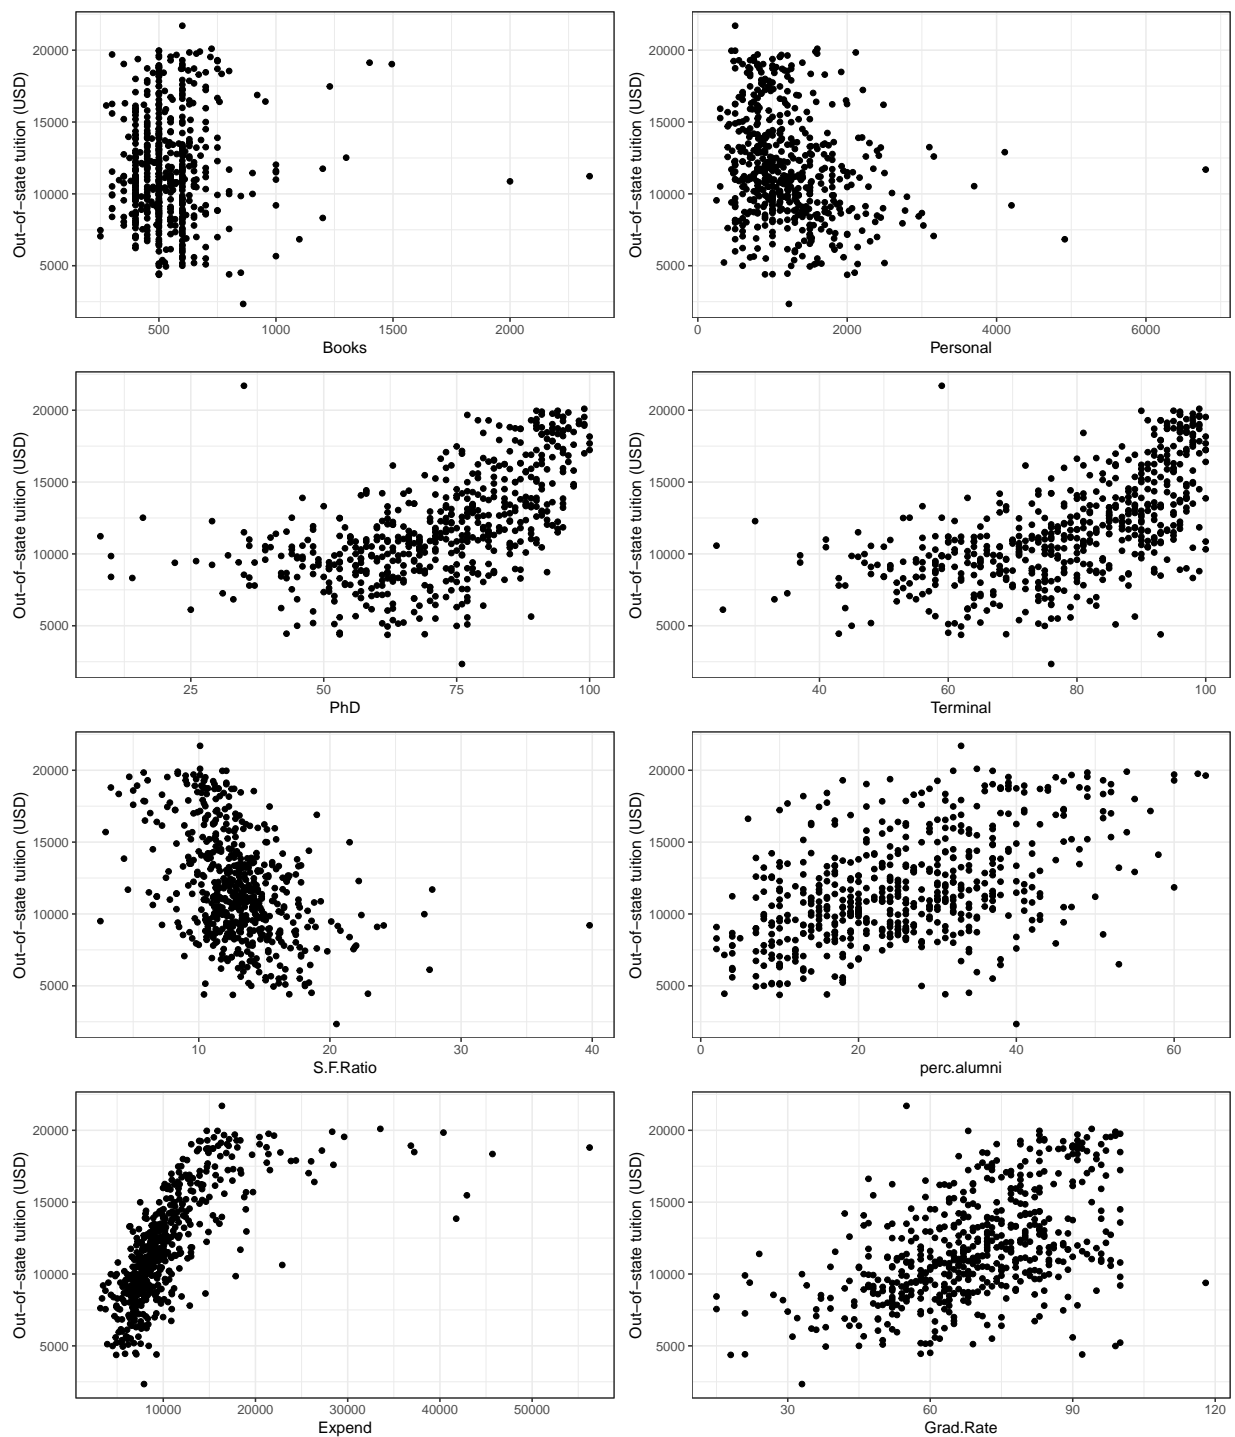 Out−of−state tuition (USD)
20000
15000
10000
5000
500 1000 1500 2000
Books
Out−of−state tuition (USD)
20000
15000
10000
5000
0 2000 4000 6000
Personal
Out−of−state tuition (USD)
20000
15000
10000
5000
25 50 75 100
PhD
Out−of−state tuition (USD)
20000
15000
10000
5000
40 60 80 100
Terminal
Out−of−state tuition (USD)
20000
15000
10000
5000
10 20 30 40
S.F.Ratio
Out−of−state tuition (USD)
20000
15000
10000
5000
0 20 40 60
perc.alumni
Out−of−state tuition (USD)
20000
15000
10000
5000
10000 20000 30000 40000 50000
Expend
Out−of−state tuition (USD)
20000
15000
10000
5000
30 60 90 120
Grad.Rate